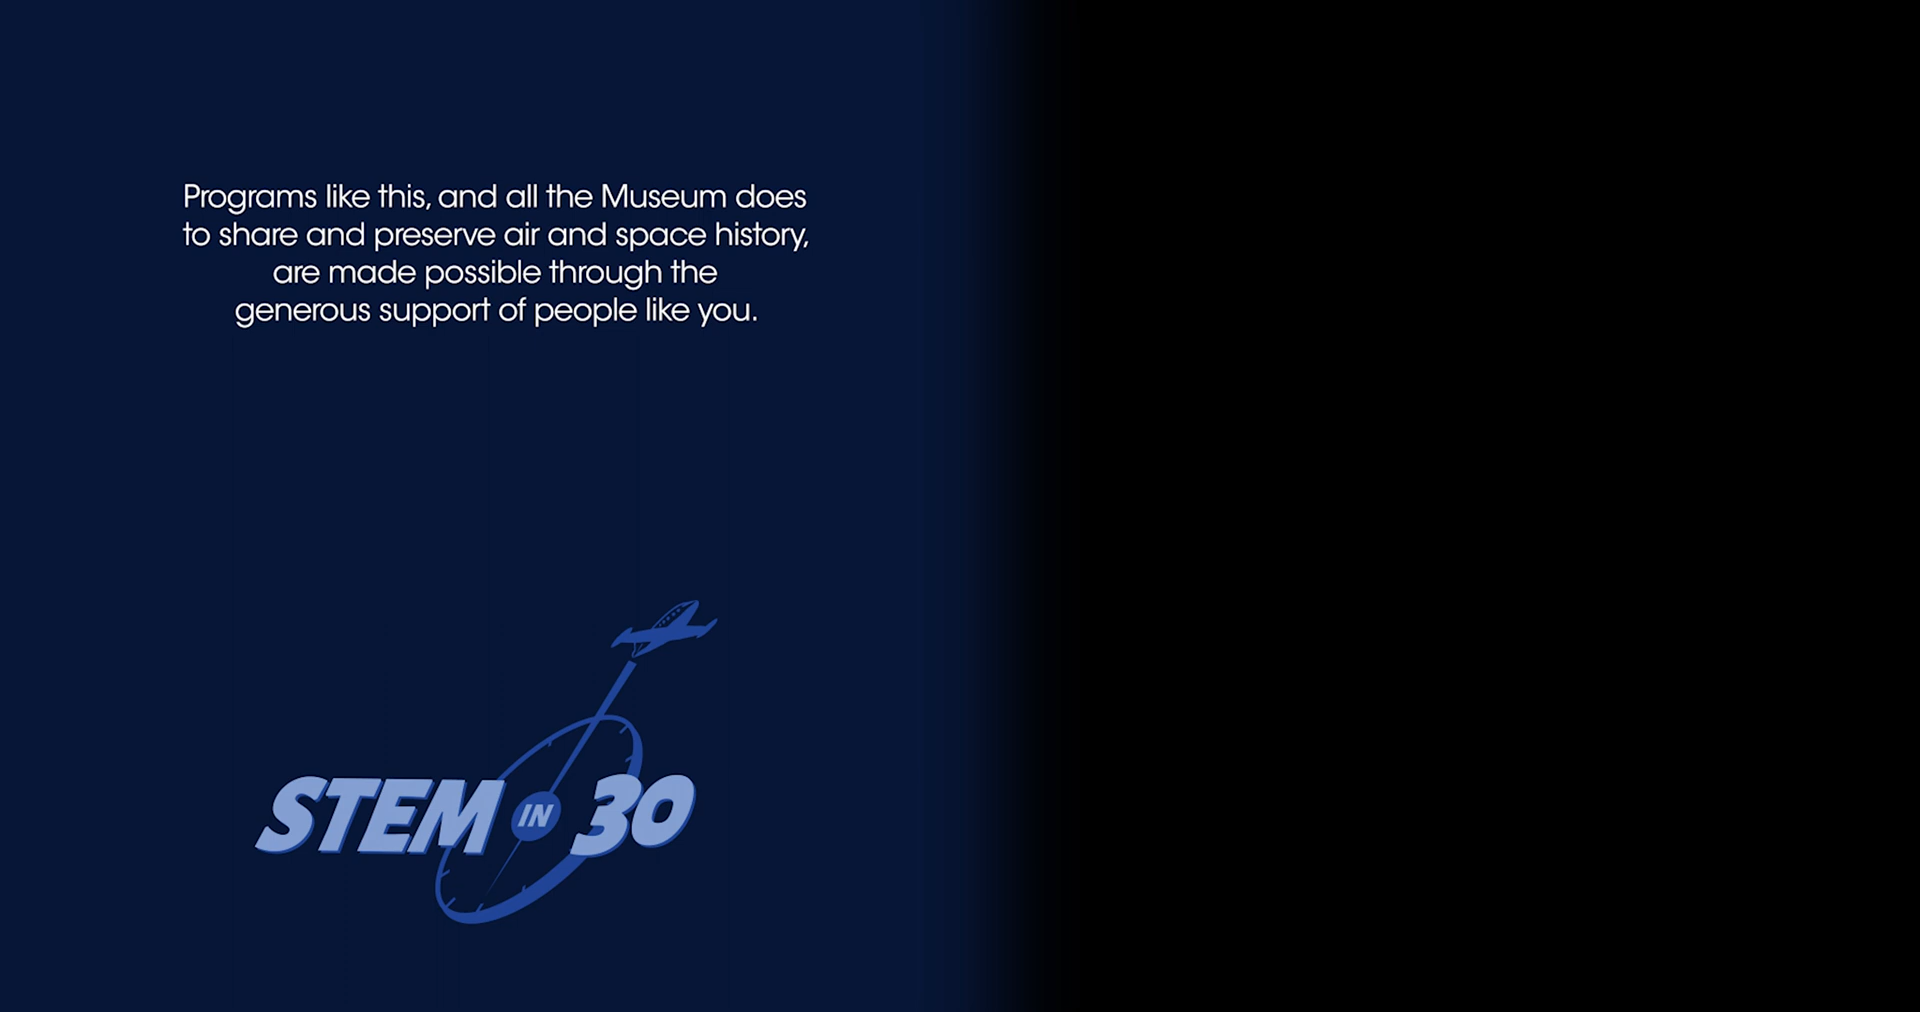 Programs like this, and all the Museum does
to share and preserve air and space history,
are made possible through the
generous support of people like you.
STEM IN 30